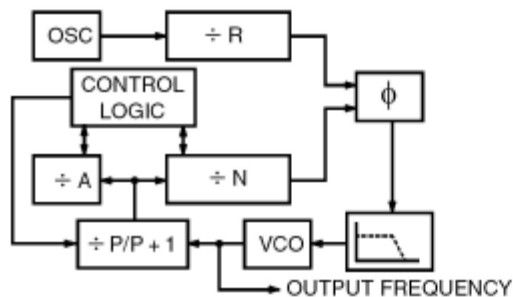 OSC
÷ R
CONTROL
LOGIC
ϕ
÷ A
÷ N
÷ P/P + 1
VCO
OUTPUT FREQUENCY